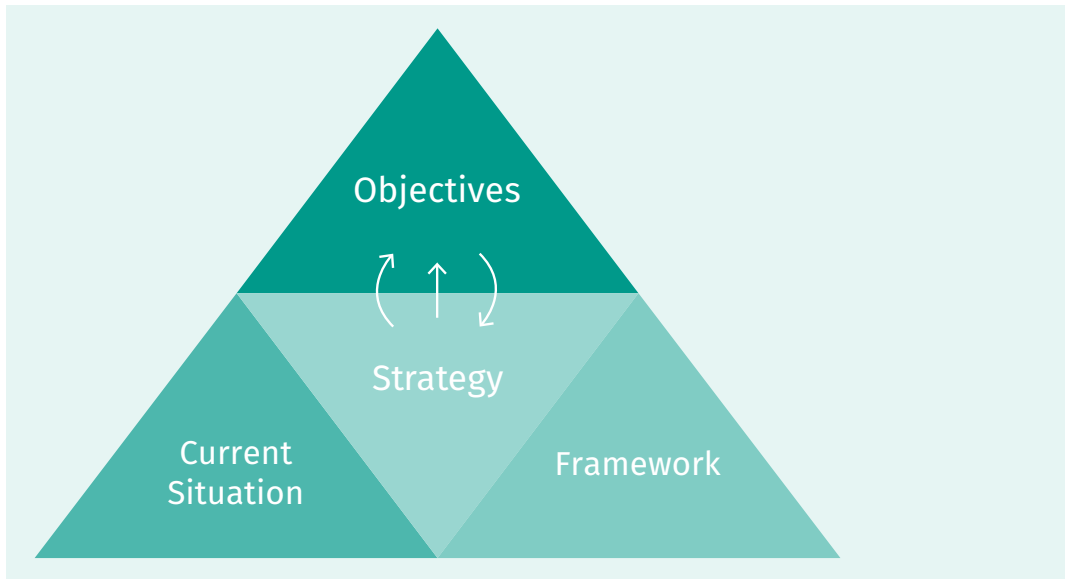 Objectives
Strategy
Current
Situation
Framework